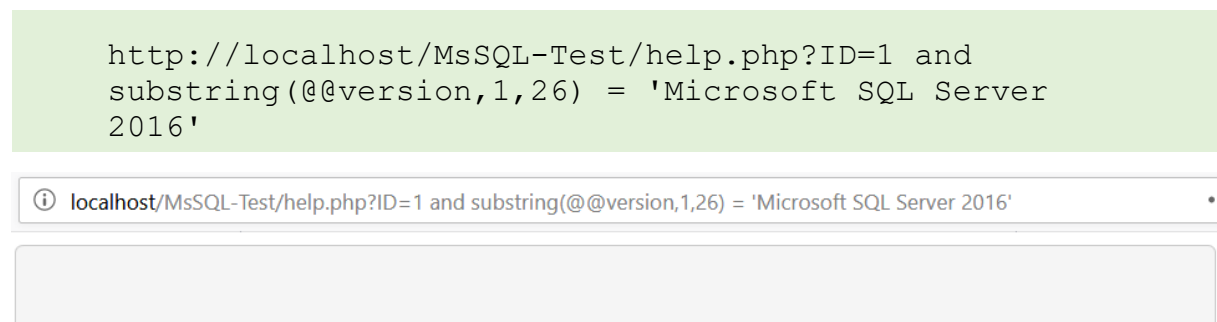 http://localhost/MsSQL-Test/help.php?ID=1 and
substring(@@version,1,26) = 'Microsoft SQL Server
2016'
localhost/MsSQL-Test/help.php?ID=1 and substring(@@version,1,26) = 'Microsoft SQL Server 2016'